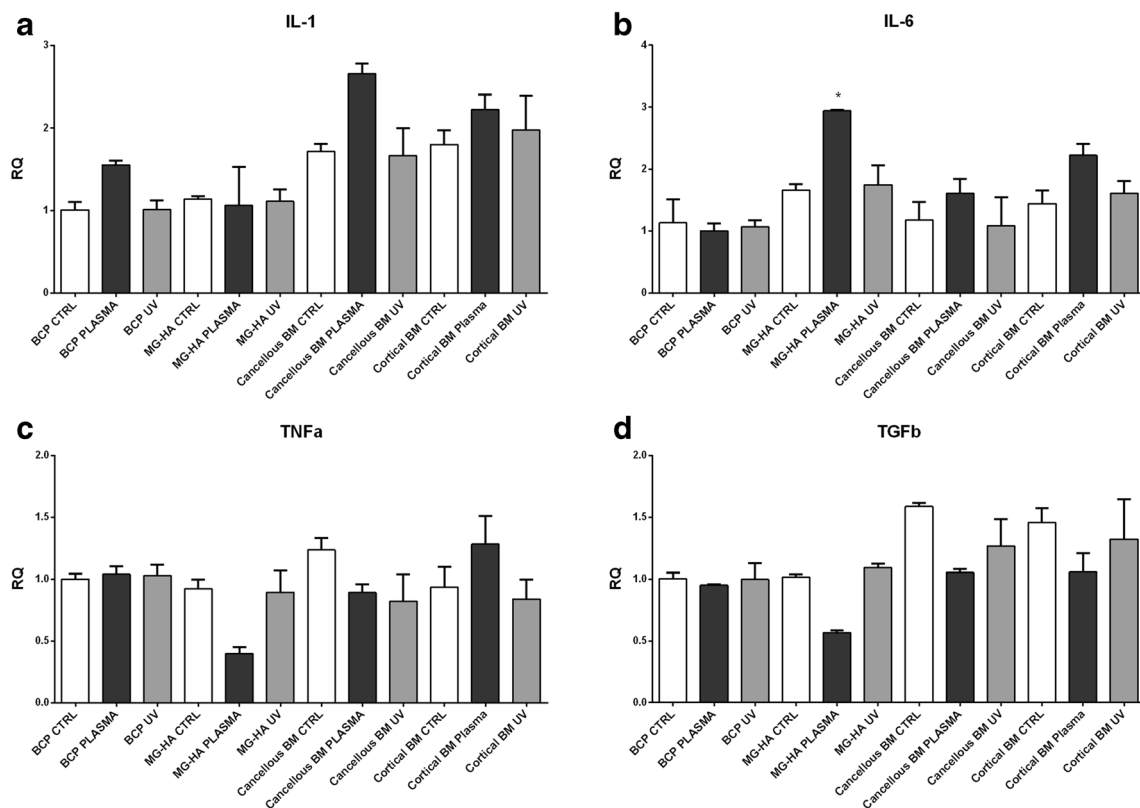 a
IL-1
3
2
1
0
RQ
BCP CTRL
BCP PLASMA
BCP UV
MG-HA CTRL
MG-HA PLASMA
MG-HA UV
Cancellous BM CTRL
Cancellous BM PLASMA
Cancellous BM UV
Cortical BM CTRL
Cortical BM Plasma
Cortical BM UV
b
IL-6
4
3
2
1
0
RQ
*
BCP CTRL
BCP PLASMA
BCP UV
MG-HA CTRL
MG-HA PLASMA
MG-HA UV
Cancellous BM CTRL
Cancellous BM PLASMA
Cancellous BM UV
Cortical BM CTRL
Cortical BM Plasma
Cortical BM UV
c
TNFa
2.0
1.5
1.0
0.5
0.0
RQ
BCP CTRL
BCP PLASMA
BCP UV
MG-HA CTRL
MG-HA PLASMA
MG-HA UV
Cancellous BM CTRL
Cancellous BM PLASMA
Cancellous BM UV
Cortical BM CTRL
Cortical BM Plasma
Cortical BM UV
d
TGFb
2.0
1.5
1.0
0.5
0.0
RQ
BCP CTRL
BCP PLASMA
BCP UV
MG-HA CTRL
MG-HA PLASMA
MG-HA UV
Cancellous BM CTRL
Cancellous BM PLASMA
Cancellous BM UV
Cortical BM CTRL
Cortical BM Plasma
Cortical BM UV